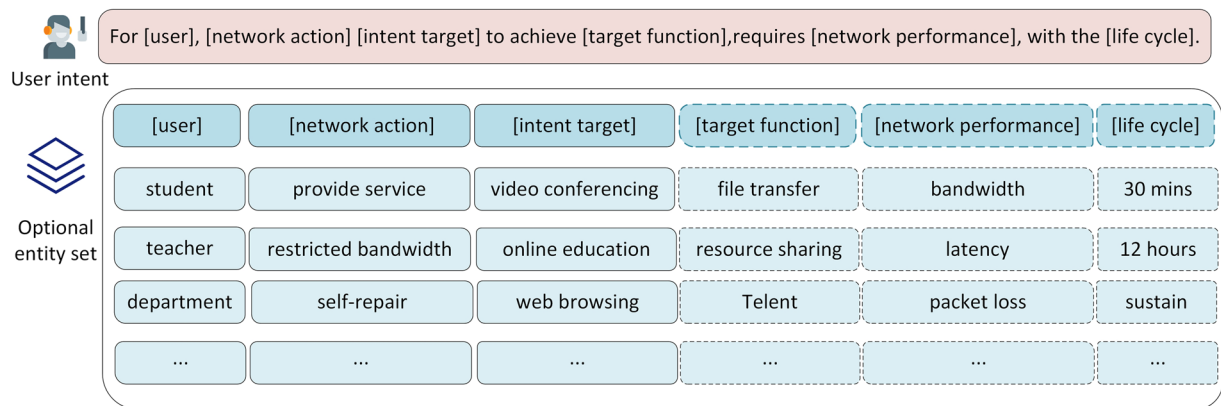 For [user], [network action] [intent target] to achieve [target function],requires [network performance], with the [life cycle].
User intent
[user] [network action] [intent target] [target function] [network performance] [life cycle]
student provide service video conferencing file transfer bandwidth 30 mins
Optional
entity set
teacher restricted bandwidth online education resource sharing latency 12 hours
department self-repair web browsing Telent packet loss sustain
... ... ... ... ... ...